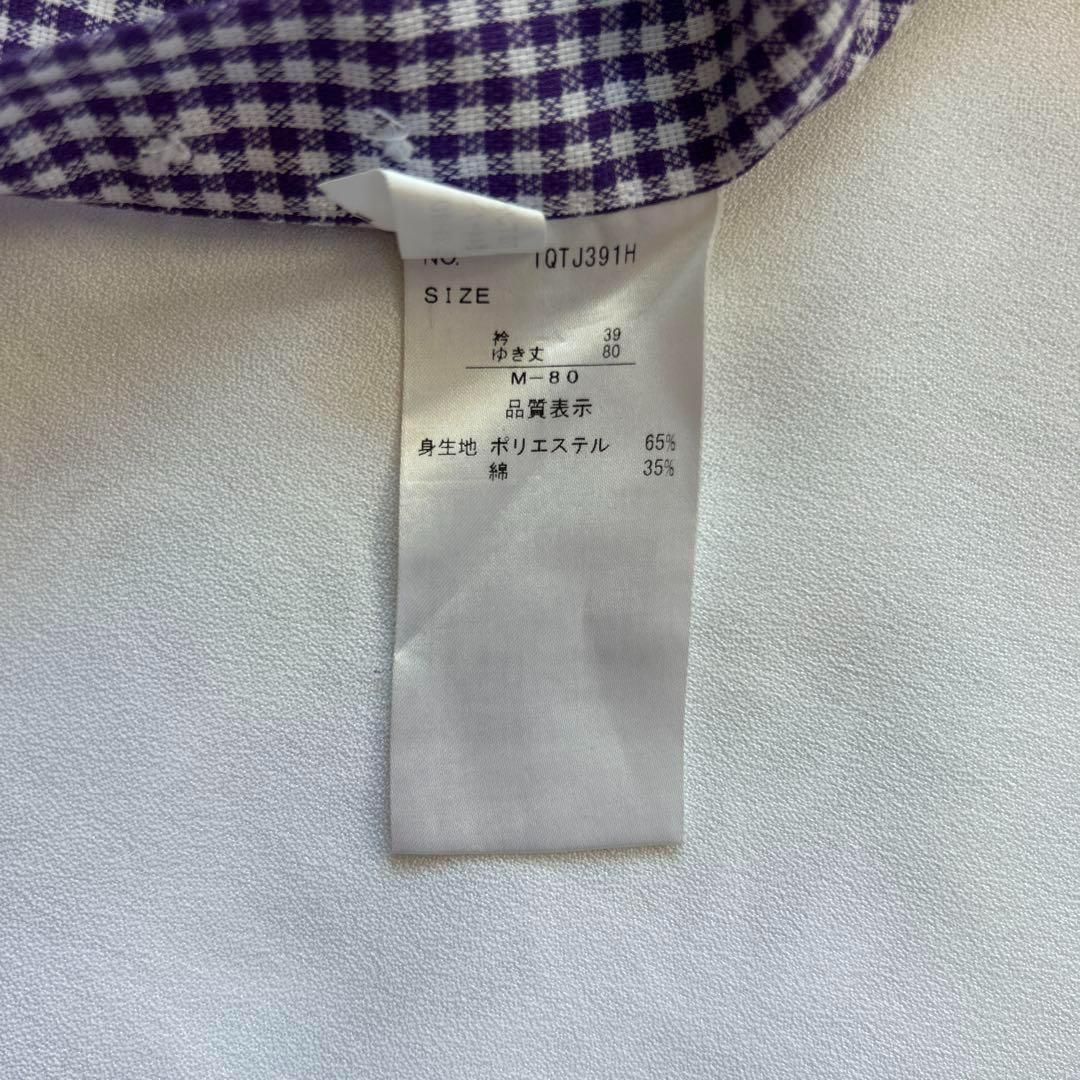 NO. 1QTJ391H
SIZE
衿 39
ゆき丈 80
M-80
品質表示
身生地 ポリエステル 65%
綿 35%